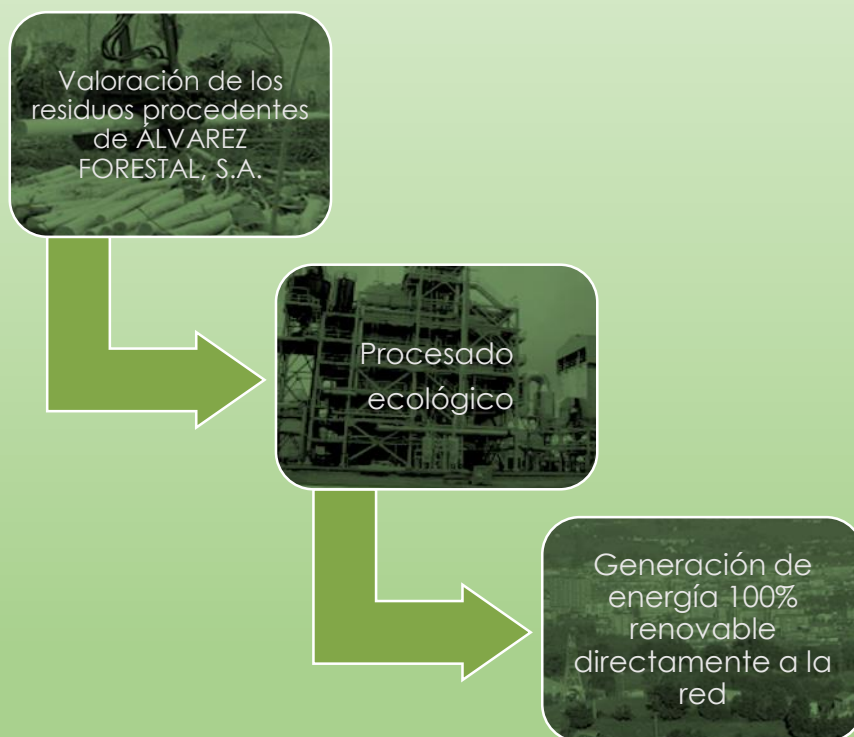 Valoración de los
residuos procedentes
de ÁLVAREZ
FORESTAL, S.A.
Procesado
ecológico
Generación de
energía 100%
renovable
directamente a la
red